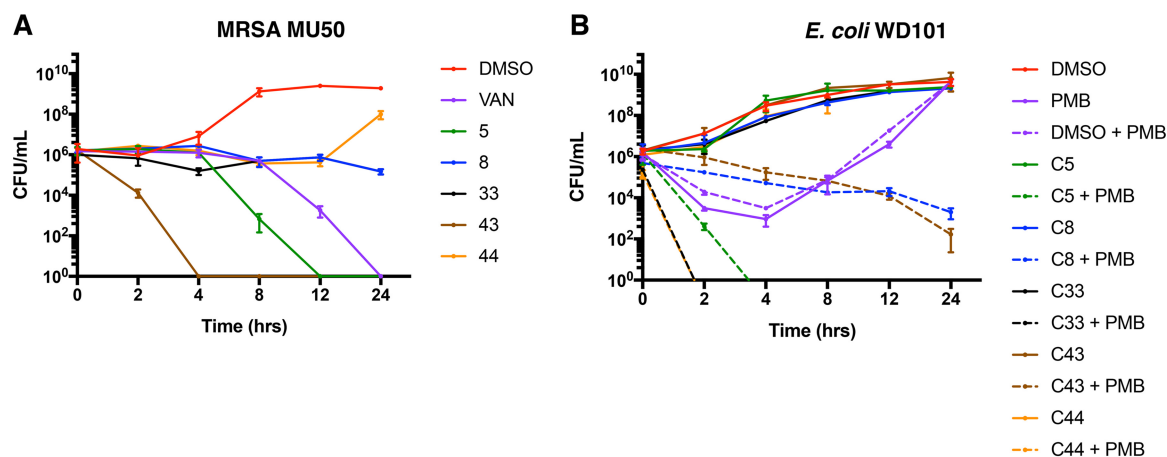 A
MRSA MU50
CFU/mL
10^10
10^8
10^6
10^4
10^2
10^0
0 2 4 8 12 24
Time (hrs)
DMSO
VAN
5
8
33
43
44
B
E. coli WD101
CFU/mL
10^10
10^8
10^6
10^4
10^2
10^0
0 2 4 8 12 24
Time (hrs)
DMSO
PMB
DMSO + PMB
C5
C5 + PMB
C8
C8 + PMB
C33
C33 + PMB
C43
C43 + PMB
C44
C44 + PMB